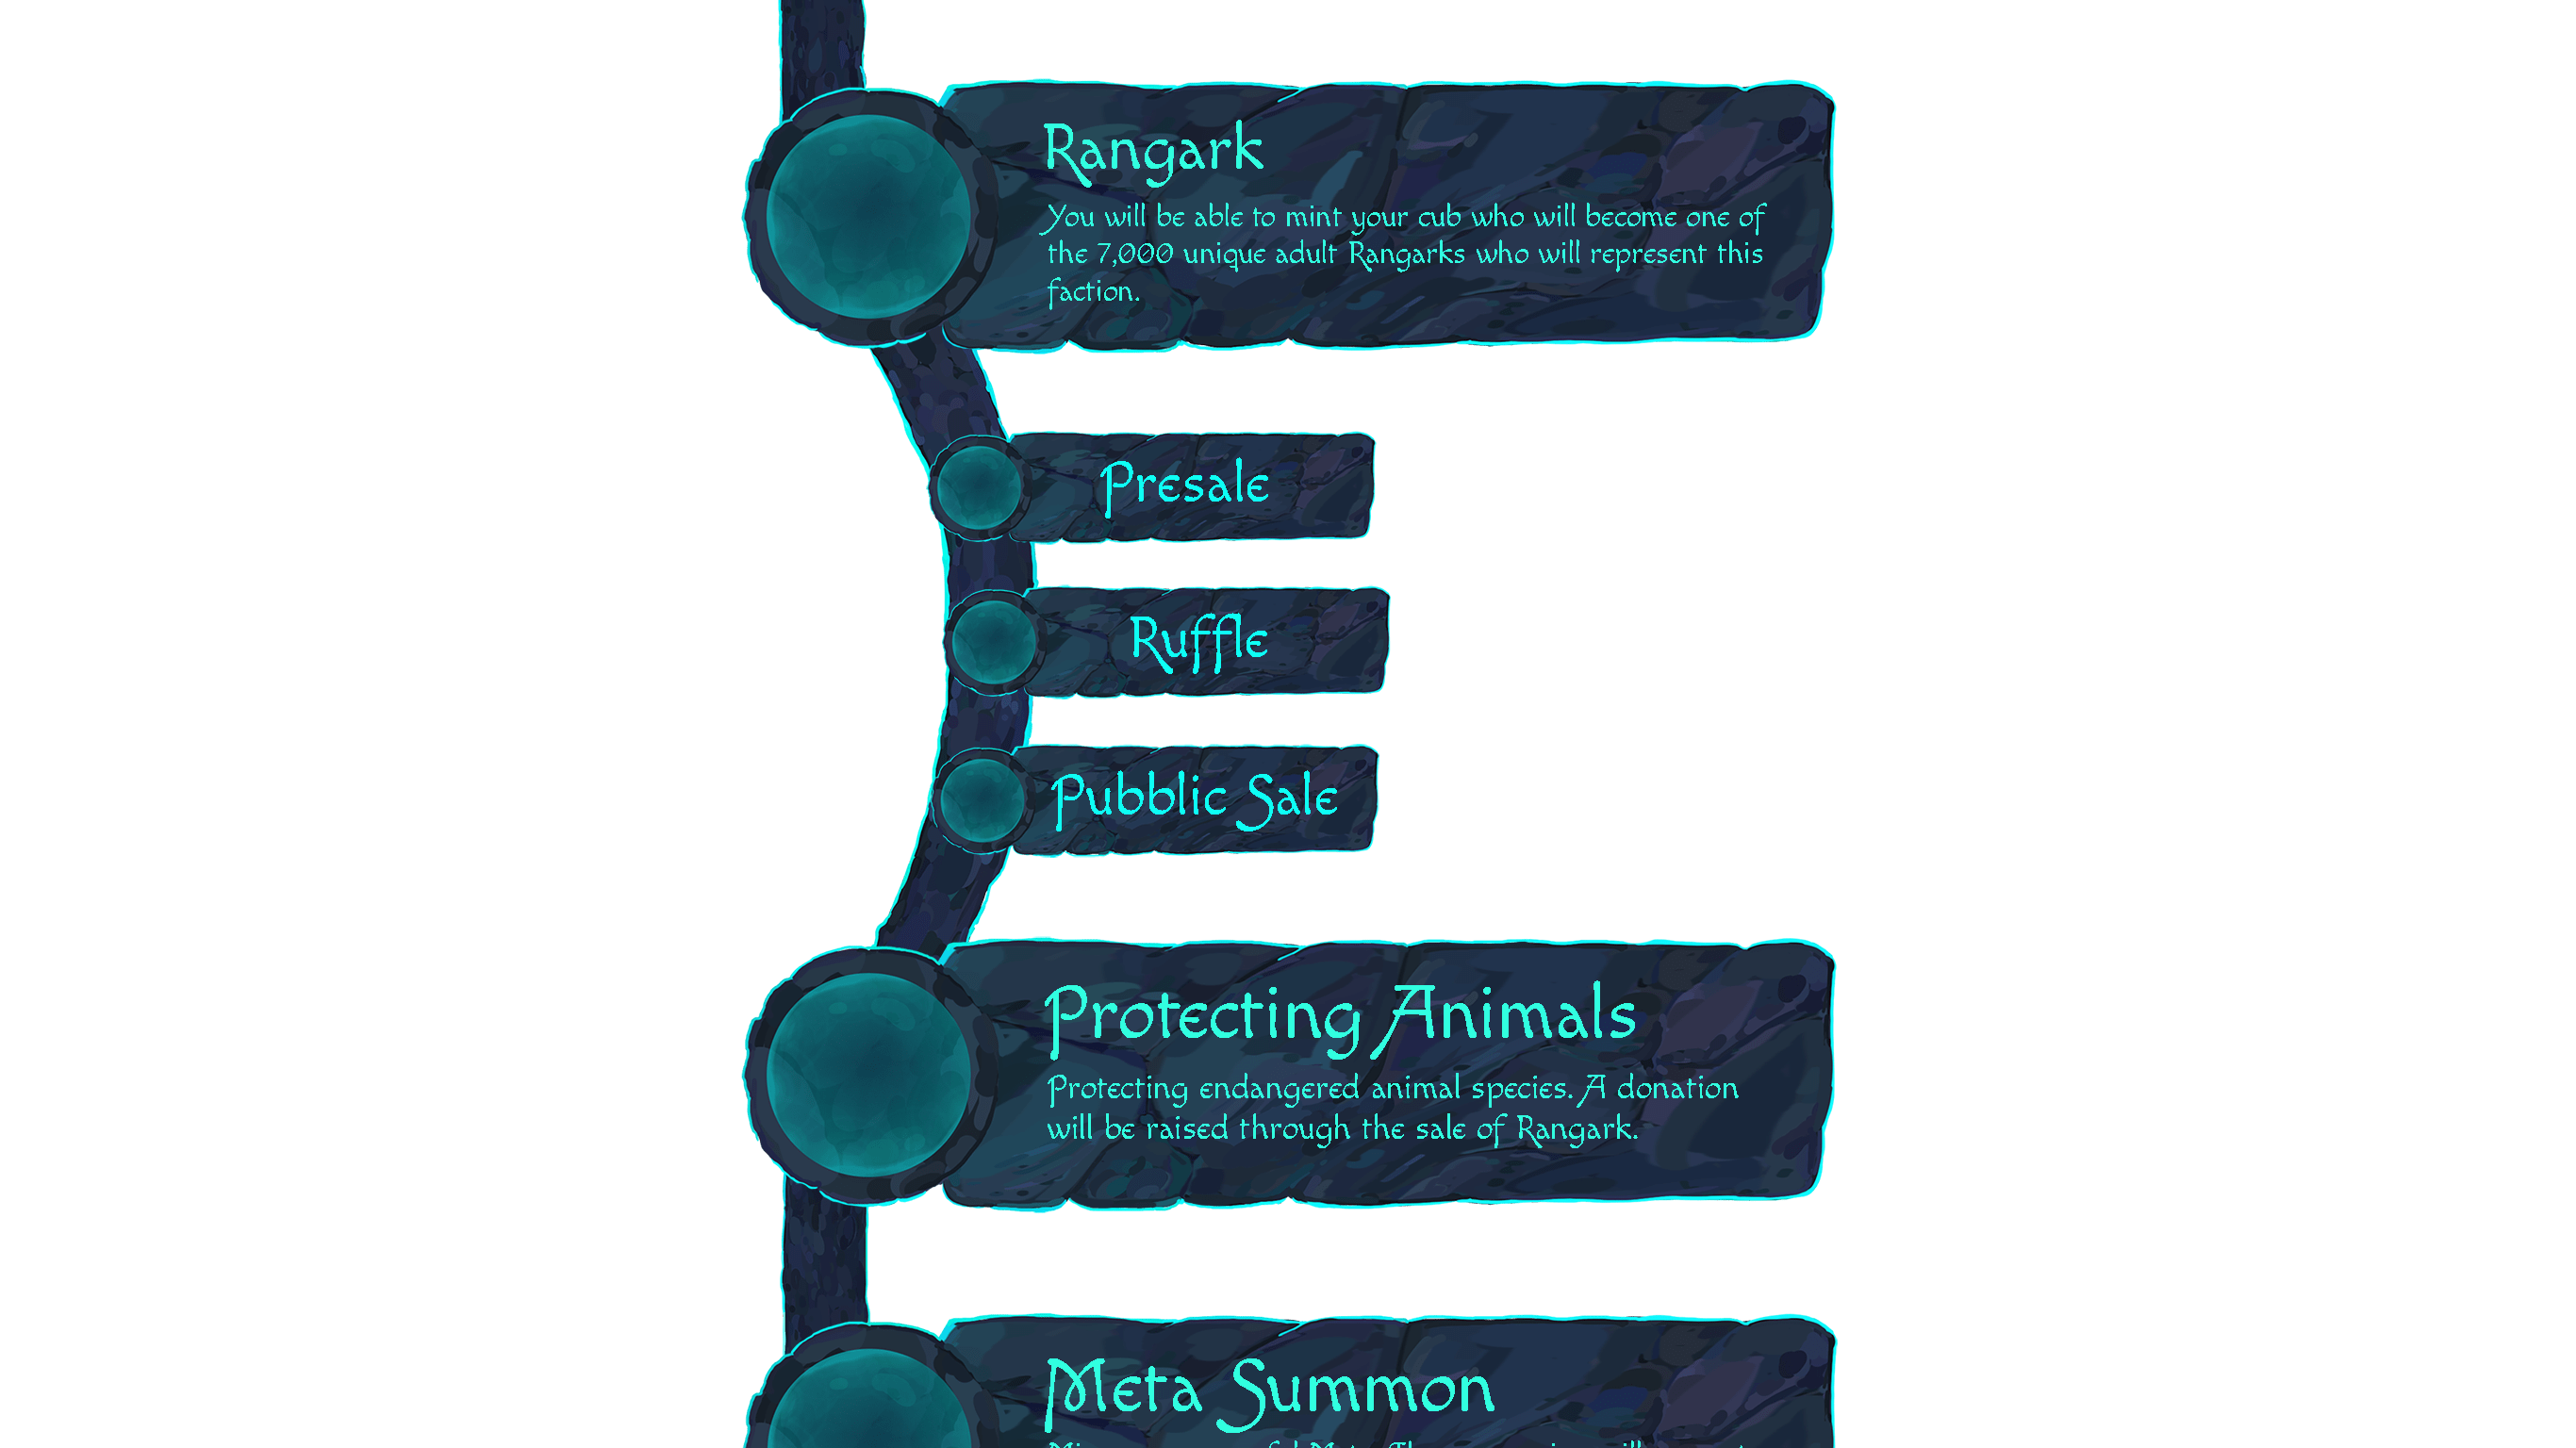 Rangark
You will be able to mint your cub who will become one of
the 7,000 unique adult Rangarks who will represent this
faction.
Presale
Ruffle
Pubblic Sale
Protecting Animals
Protecting endangered animal species. A donation
will be raised through the sale of Rangark.
Meta Summon